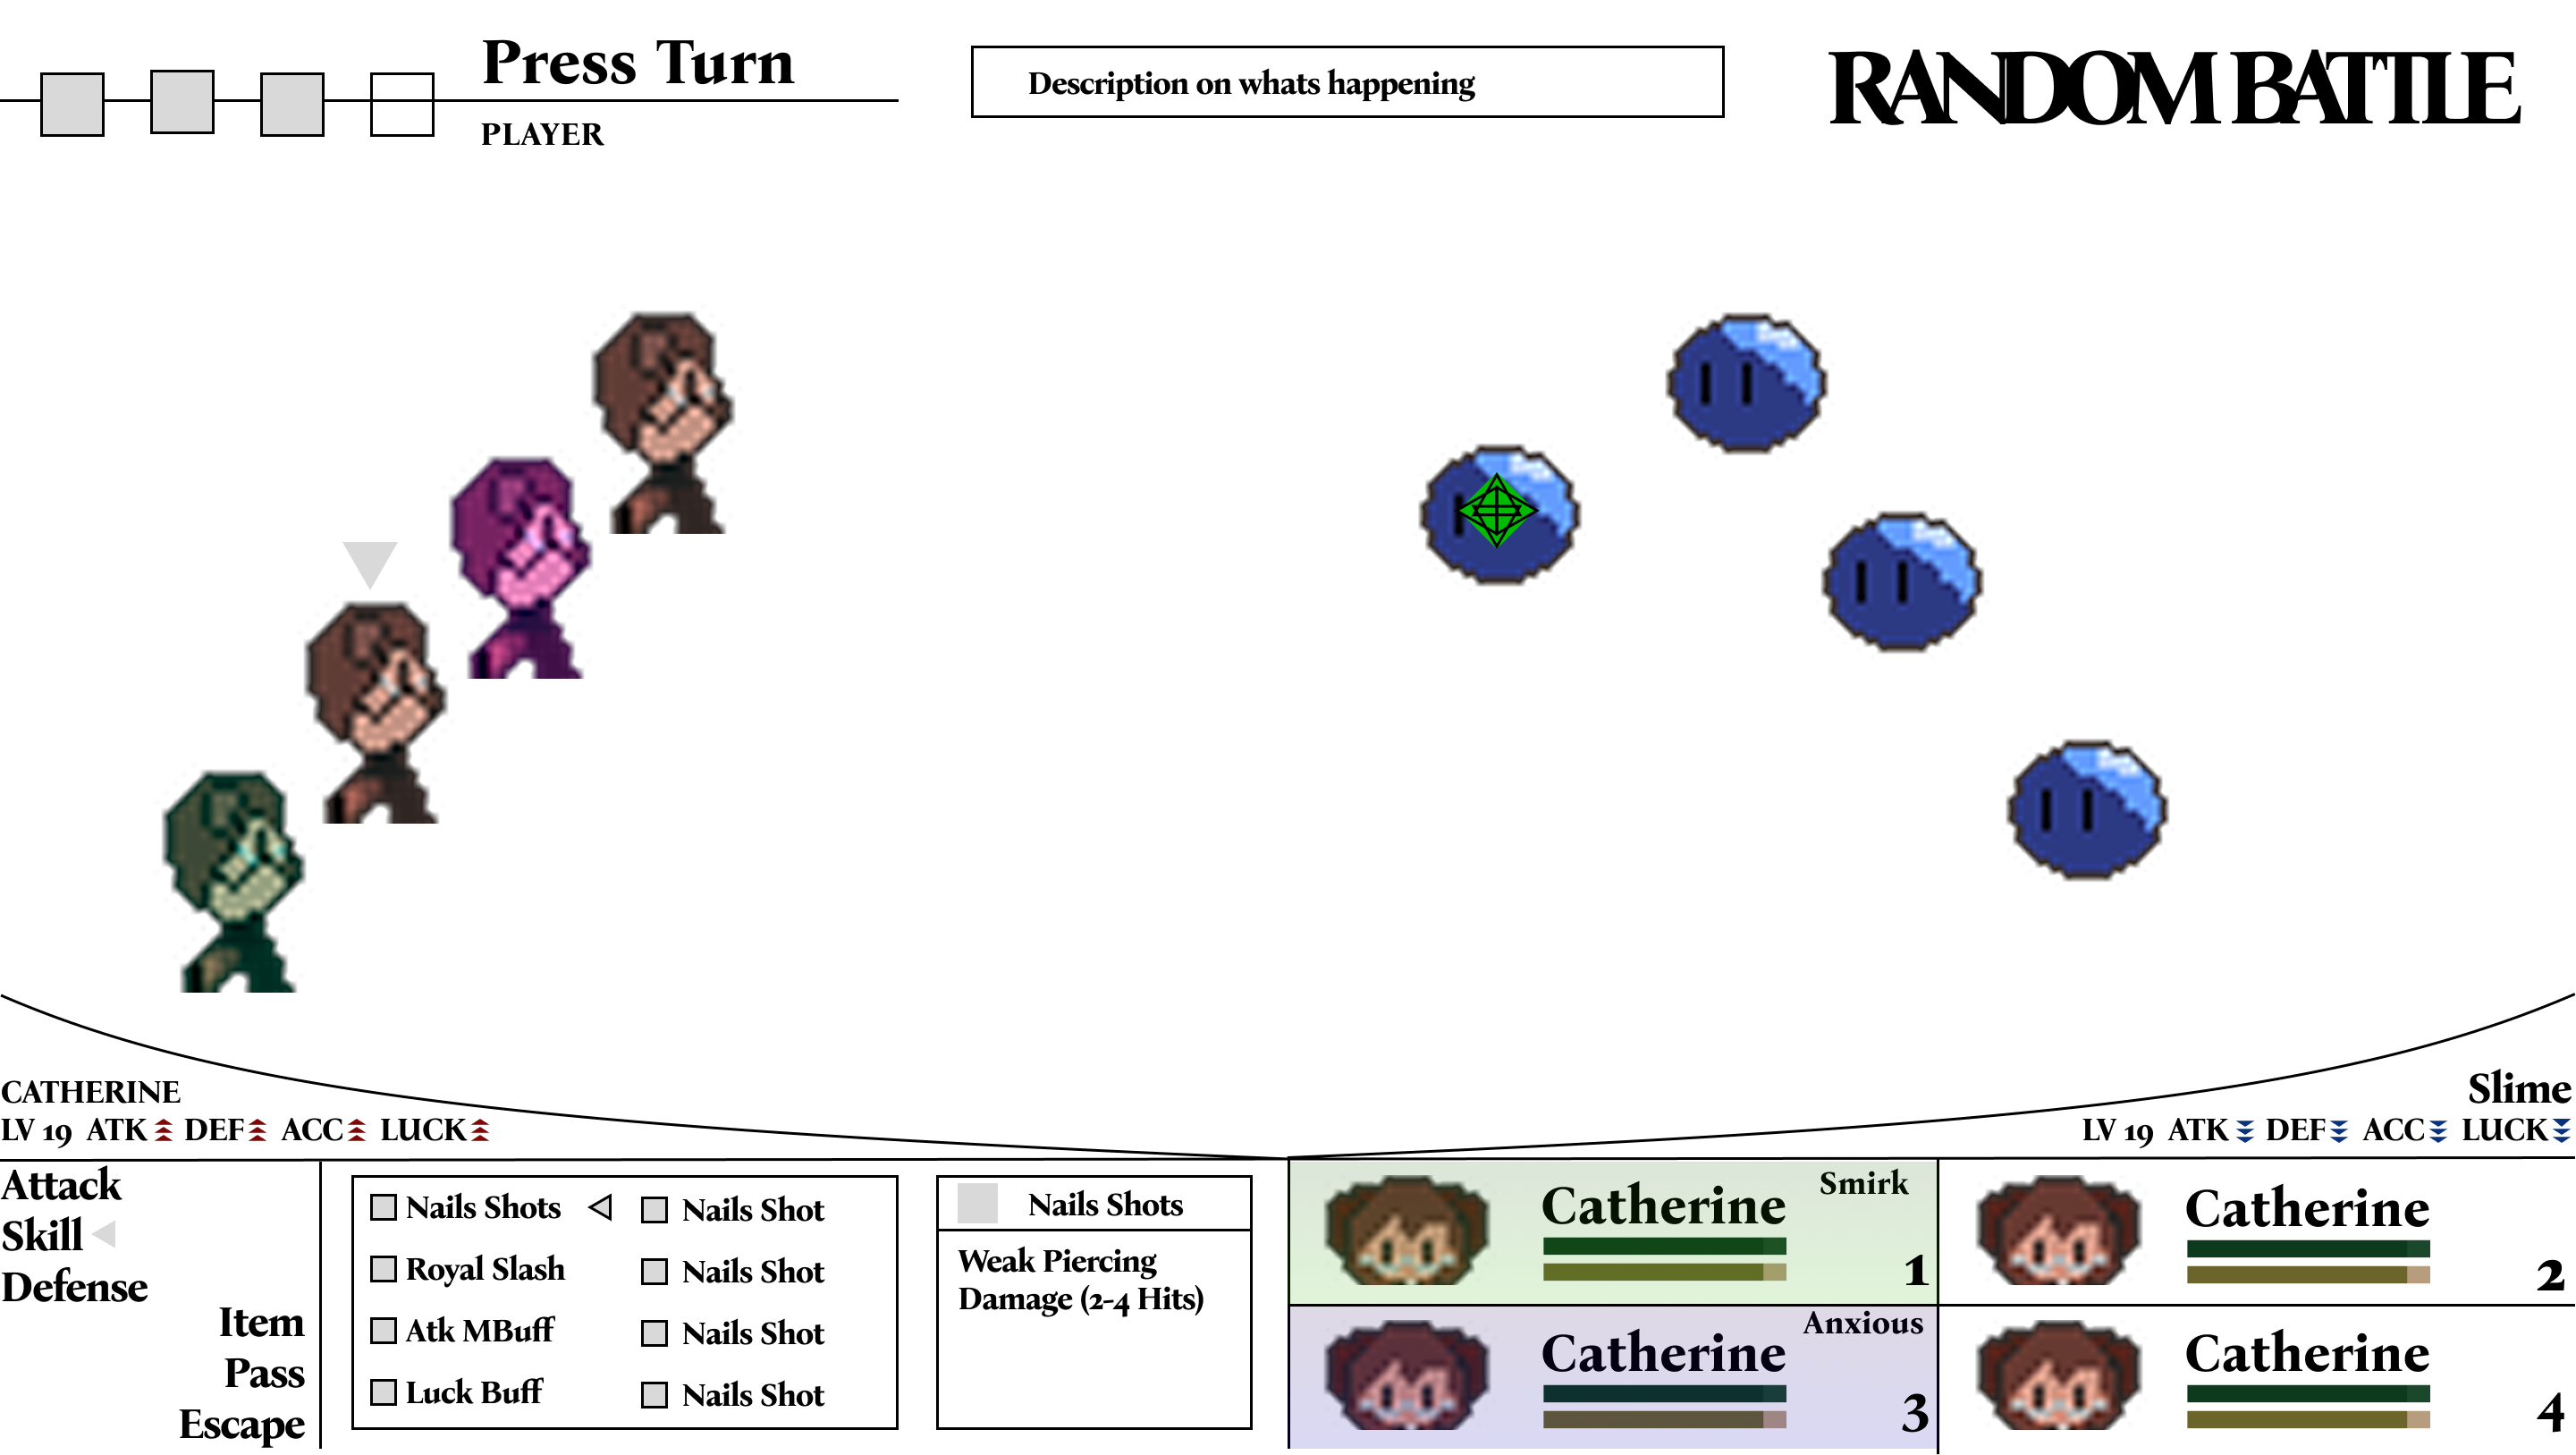 Press Turn
PLAYER
Description on whats happening
RANDOM BATTLE
CATHERINE
LV 19 ATK DEF ACC LUCK
Slime
LV 19 ATK DEF ACC LUCK
Attack
Skill
Defense
Item
Pass
Escape
Nails Shots
Royal Slash
Atk MBuff
Luck Buff
Nails Shot
Nails Shot
Nails Shot
Nails Shot
Nails Shots
Weak Piercing
Damage (2-4 Hits)
Catherine
Smirk
1
Catherine
2
Catherine
Anxious
3
Catherine
4